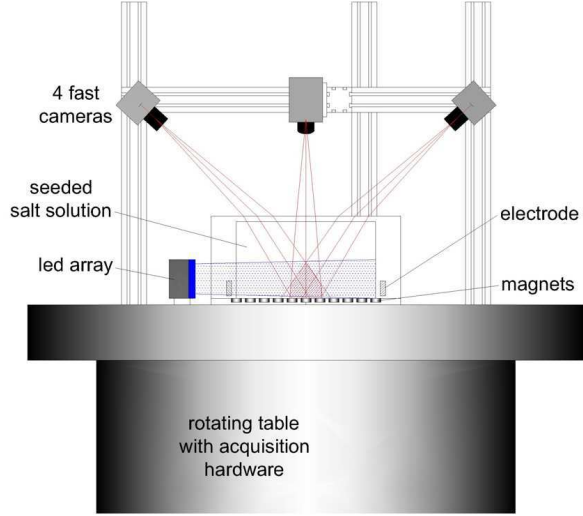 4 fast
cameras
seeded
salt solution
electrode
led array
magnets
rotating table
with acquisition
hardware